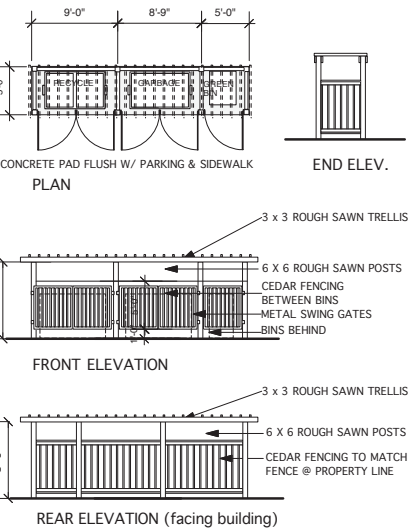 9'-0" 8'-9" 5'-0"
RECYCLE GARBAGE GREEN
BIN
CONCRETE PAD FLUSH W/ PARKING & SIDEWALK
PLAN
END ELEV.
3 x 3 ROUGH SAWN TRELLIS
6 X 6 ROUGH SAWN POSTS
CEDAR FENCING
BETWEEN BINS
METAL SWING GATES
BINS BEHIND
FRONT ELEVATION
3 x 3 ROUGH SAWN TRELLIS
6 X 6 ROUGH SAWN POSTS
CEDAR FENCING TO MATCH
FENCE @ PROPERTY LINE
REAR ELEVATION (facing building)